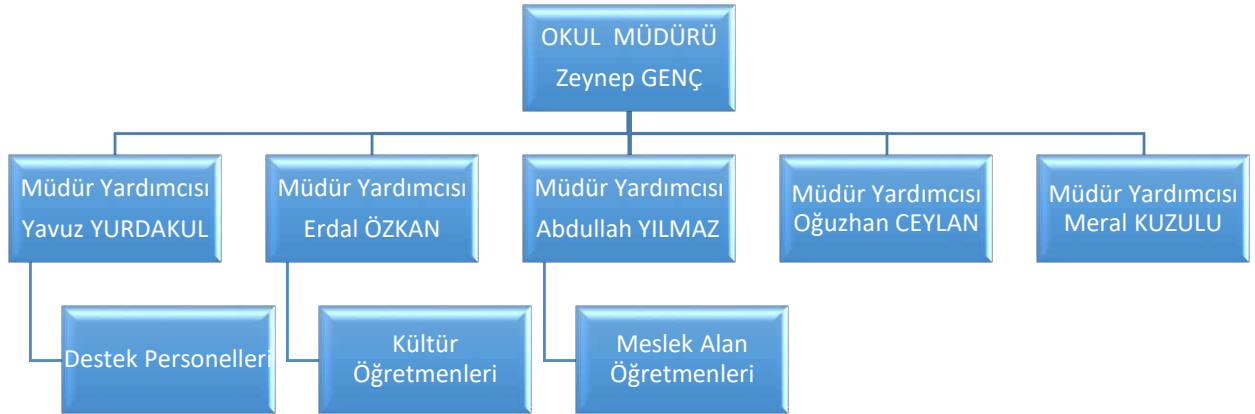 OKUL MÜDÜRÜ
Zeynep GENÇ
Müdür Yardımcısı
Yavuz YURDAKUL
Müdür Yardımcısı
Erdal ÖZKAN
Müdür Yardımcısı
Abdullah YILMAZ
Müdür Yardımcısı
Oğuzhan CEYLAN
Müdür Yardımcısı
Meral KUZULU
Destek Personelleri
Kültür
Öğretmenleri
Meslek Alan
Öğretmenleri